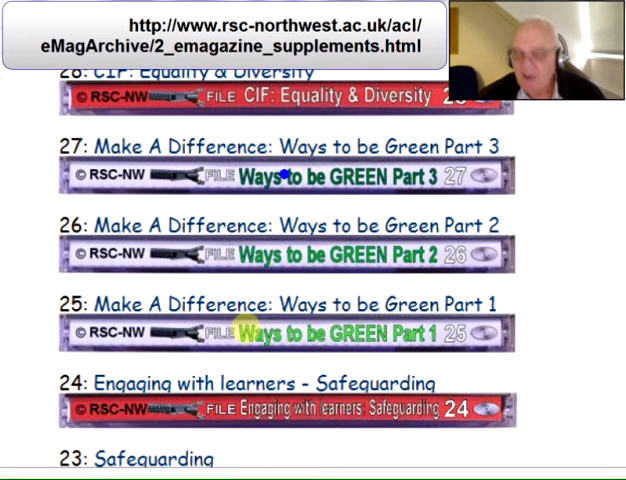 http://www.rsc-northwest.ac.uk/acl/
eMagArchive/2_emagazine_supplements.html
28: CIF: Equality & Diversity
© RSC-NW FILE CIF: Equality & Diversity 28
27: Make A Difference: Ways to be Green Part 3
© RSC-NW FILE Ways to be GREEN Part 3 27
26: Make A Difference: Ways to be Green Part 2
© RSC-NW FILE Ways to be GREEN Part 2 26
25: Make A Difference: Ways to be Green Part 1
© RSC-NW FILE Ways to be GREEN Part 1 25
24: Engaging with learners - Safeguarding
© RSC-NW FILE Engaging with learners: Safeguarding 24
23: Safeguarding